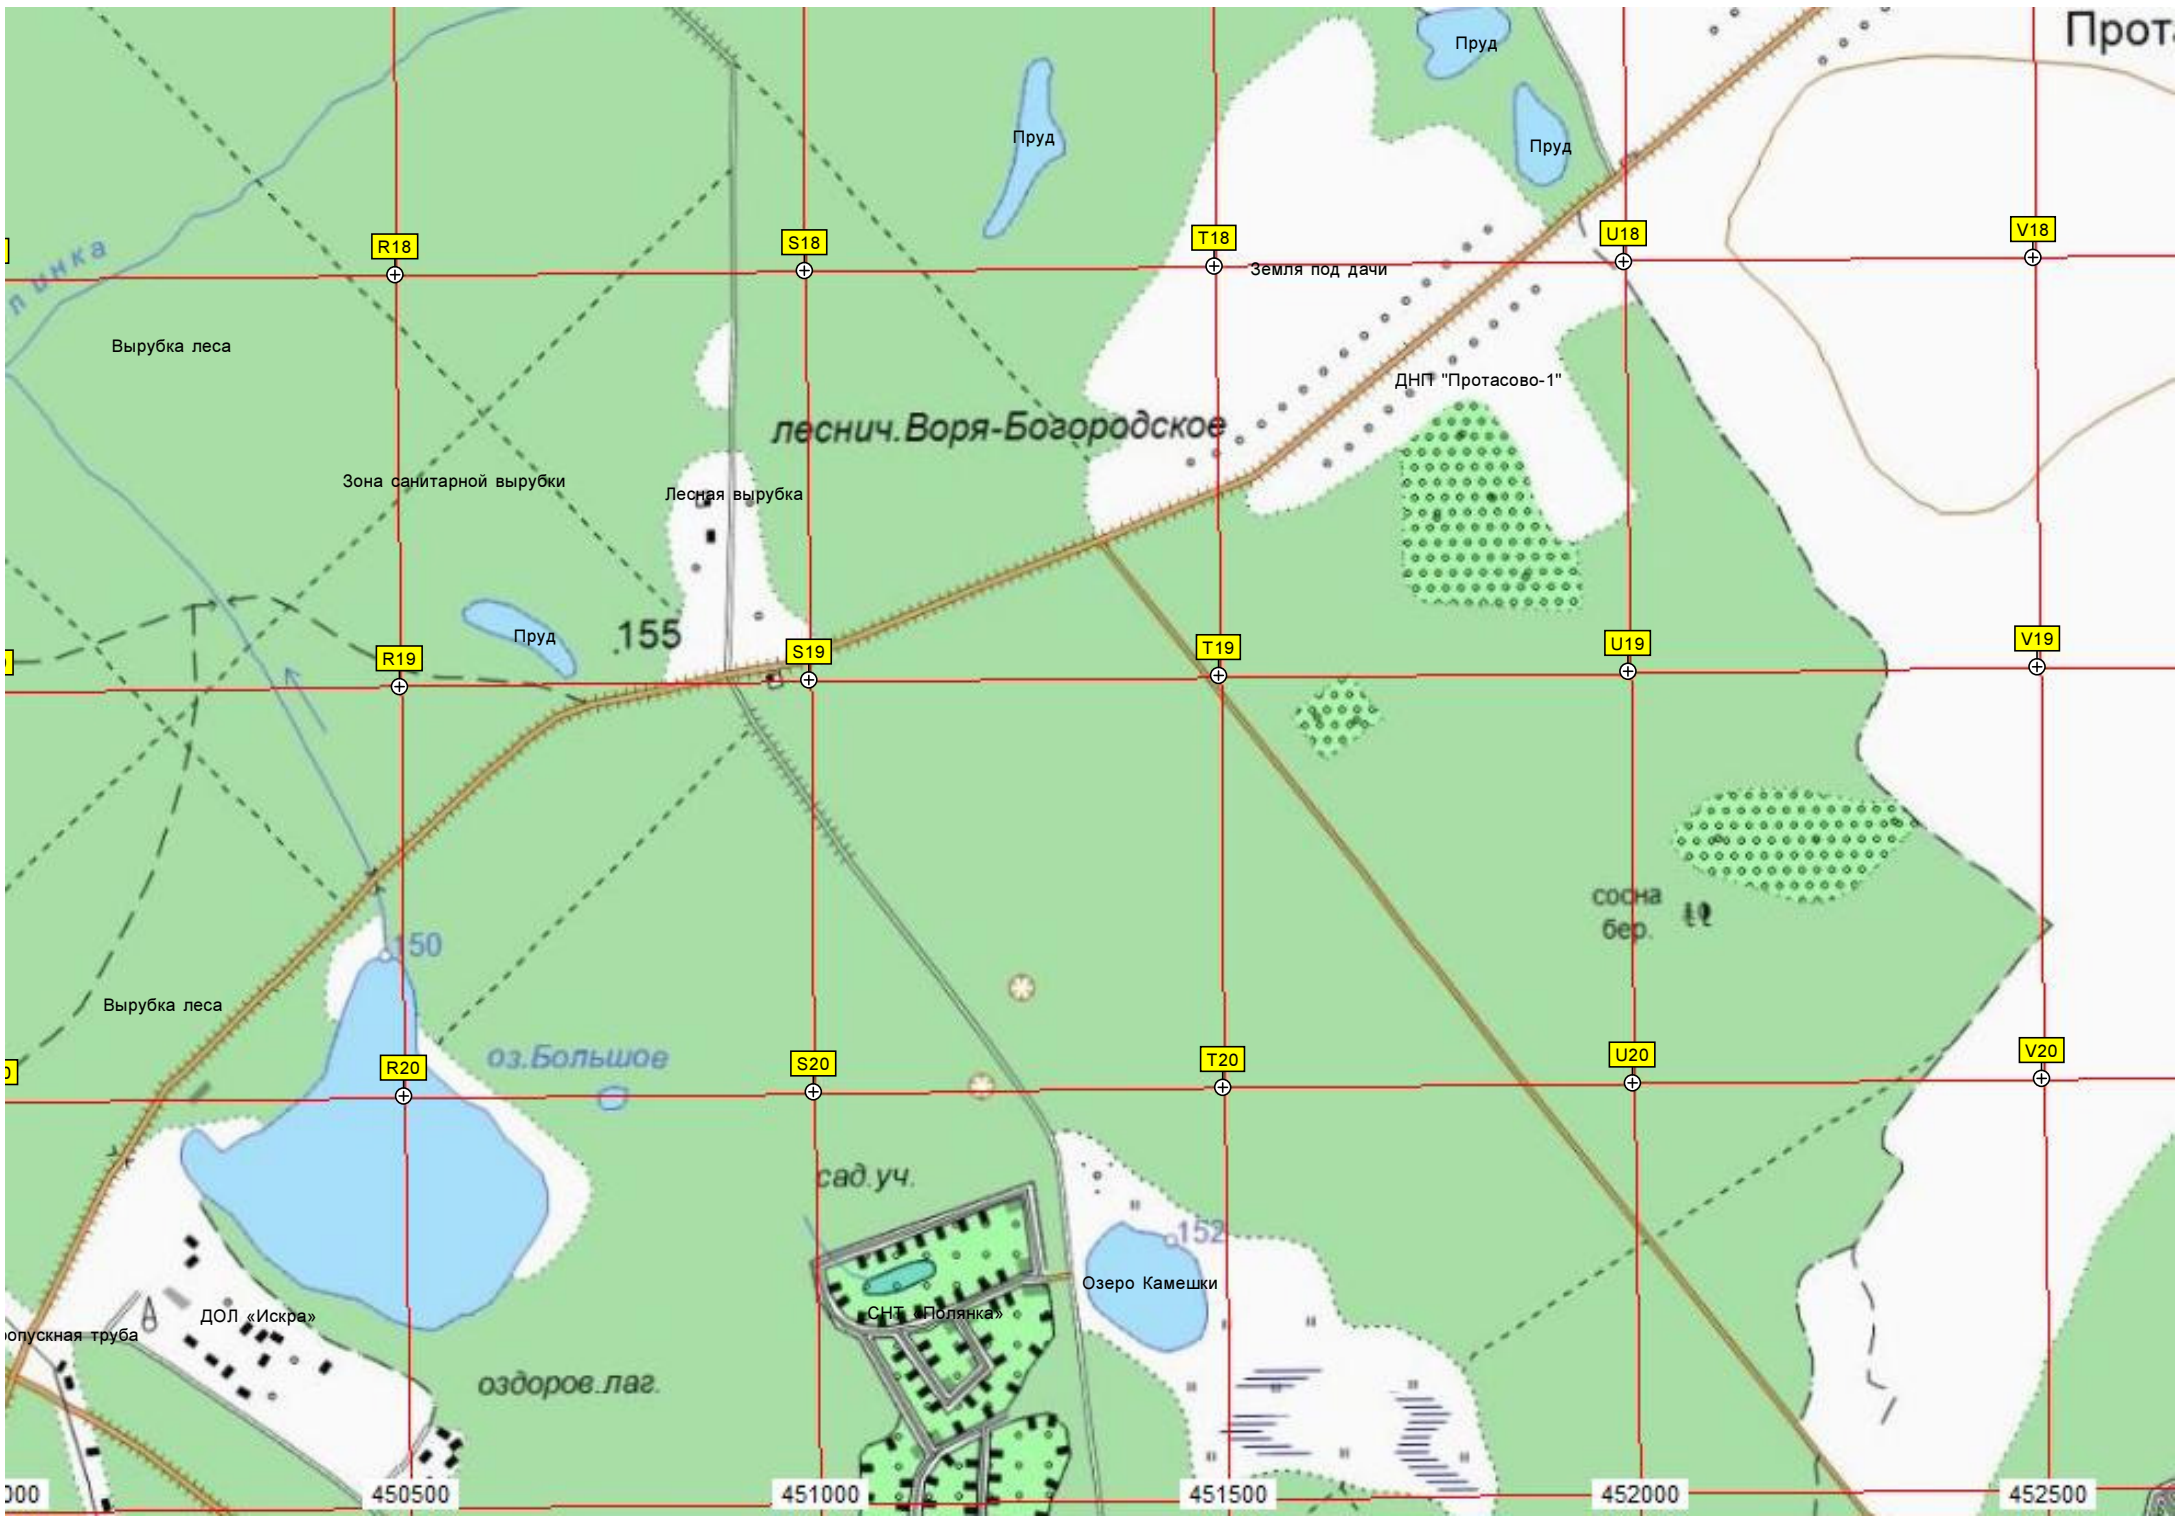 Прот
Пруд
Пруд
Пруд
R18
S18
T18
U18
V18
Земля под дачи
Вырубка леса
ДНП "Протасово-1"
леснич.Воря-Богородское
Зона санитарной вырубки
Лесная вырубка
Пруд
.155
R19
S19
T19
U19
V19
сосна
бер.
150
Вырубка леса
оз.Большое
R20
S20
T20
U20
V20
сад.уч.
152
Озеро Камешки
СНТ «Полянка»
ДОЛ «Искра»
опускная труба
оздоров.лаг.
450500
451000
451500
452000
452500